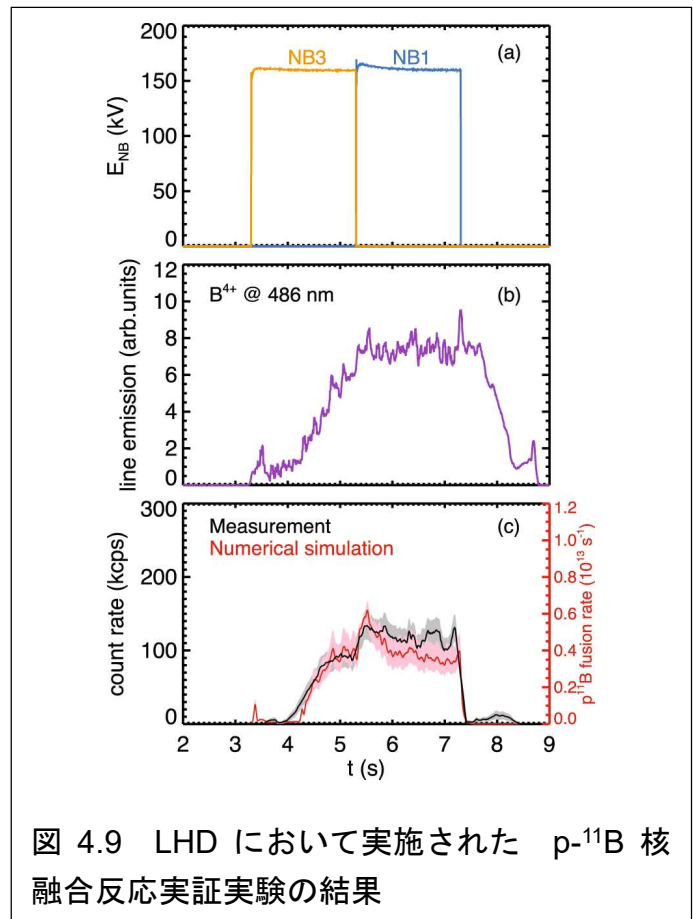 200
150
100
50
0
E_NB (kV)
NB3
NB1
(a)
12
10
8
6
4
2
0
line emission (arb.units)
B⁴⁺ @ 486 nm
(b)
300
200
100
0
count rate (kcps)
Measurement
Numerical simulation
(c)
1.2
1.0
0.8
0.6
0.4
0.2
0.0
p¹¹B fusion rate (10¹³ s⁻¹)
2 3 4 5 6 7 8 9
t (s)
図 4.9 LHD において実施された p-¹¹B 核
融合反応実証実験の結果